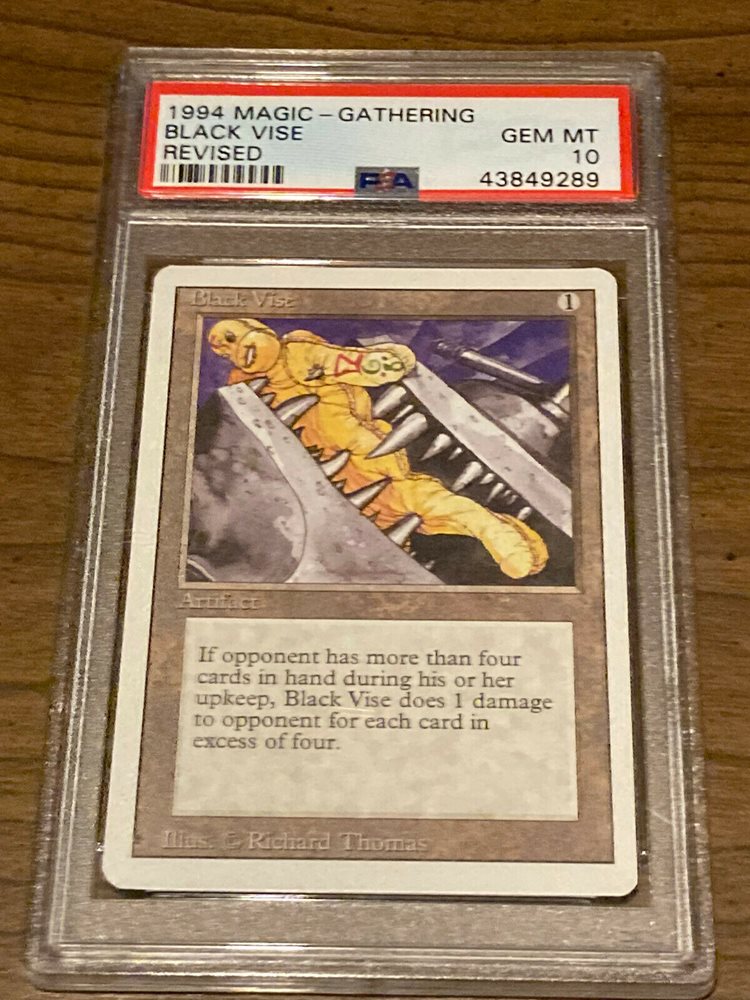 1994 MAGIC - GATHERING
BLACK VISE GEM MT
REVISED 10
PSA 43849289
Black Vise 1
Artifact
If opponent has more than four
cards in hand during his or her
upkeep, Black Vise does 1 damage
to opponent for each card in
excess of four.
Illus. © Richard Thomas